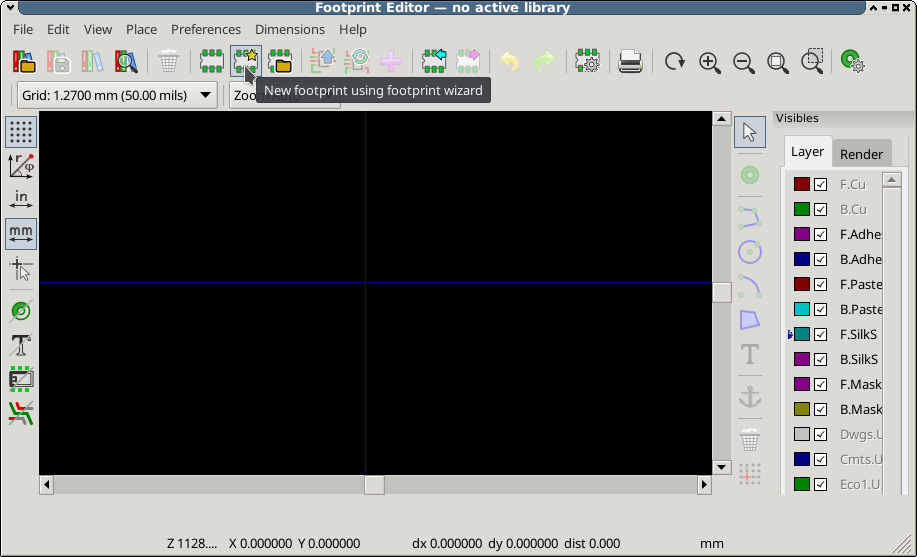 Footprint Editor — no active library
File Edit View Place Preferences Dimensions Help
Grid: 1.2700 mm (50.00 mils)
New footprint using footprint wizard
Visibles
Layer Render
r
φ
in
mm
T
T
F.Cu
B.Cu
F.Adhe
B.Adhe
F.Paste
B.Paste
F.SilkS
B.SilkS
F.Mask
B.Mask
Dwgs.U
Cmts.U
Eco1.U
Z 1128.... X 0.000000 Y 0.000000 dx 0.000000 dy 0.000000 dist 0.000 mm